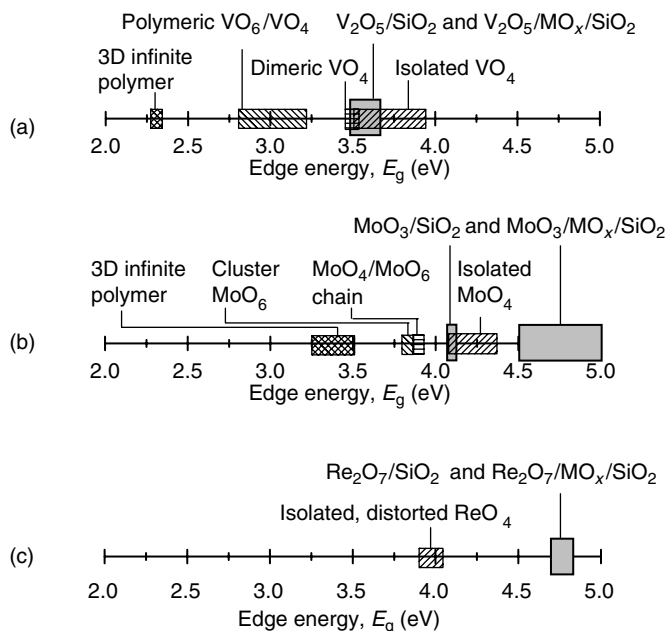 Polymeric VO₆/VO₄
V₂O₅/SiO₂ and V₂O₅/MOₓ/SiO₂
3D infinite
polymer
Dimeric VO₄
Isolated VO₄
(a)
2.0 2.5 3.0 3.5 4.0 4.5 5.0
Edge energy, E_g (eV)
MoO₃/SiO₂ and MoO₃/MOₓ/SiO₂
3D infinite
polymer
Cluster
MoO₆
MoO₄/MoO₆
chain
Isolated
MoO₄
(b)
2.0 2.5 3.0 3.5 4.0 4.5 5.0
Edge energy, E_g (eV)
Re₂O₇/SiO₂ and Re₂O₇/MOₓ/SiO₂
Isolated, distorted ReO₄
(c)
2.0 2.5 3.0 3.5 4.0 4.5 5.0
Edge energy, E_g (eV)